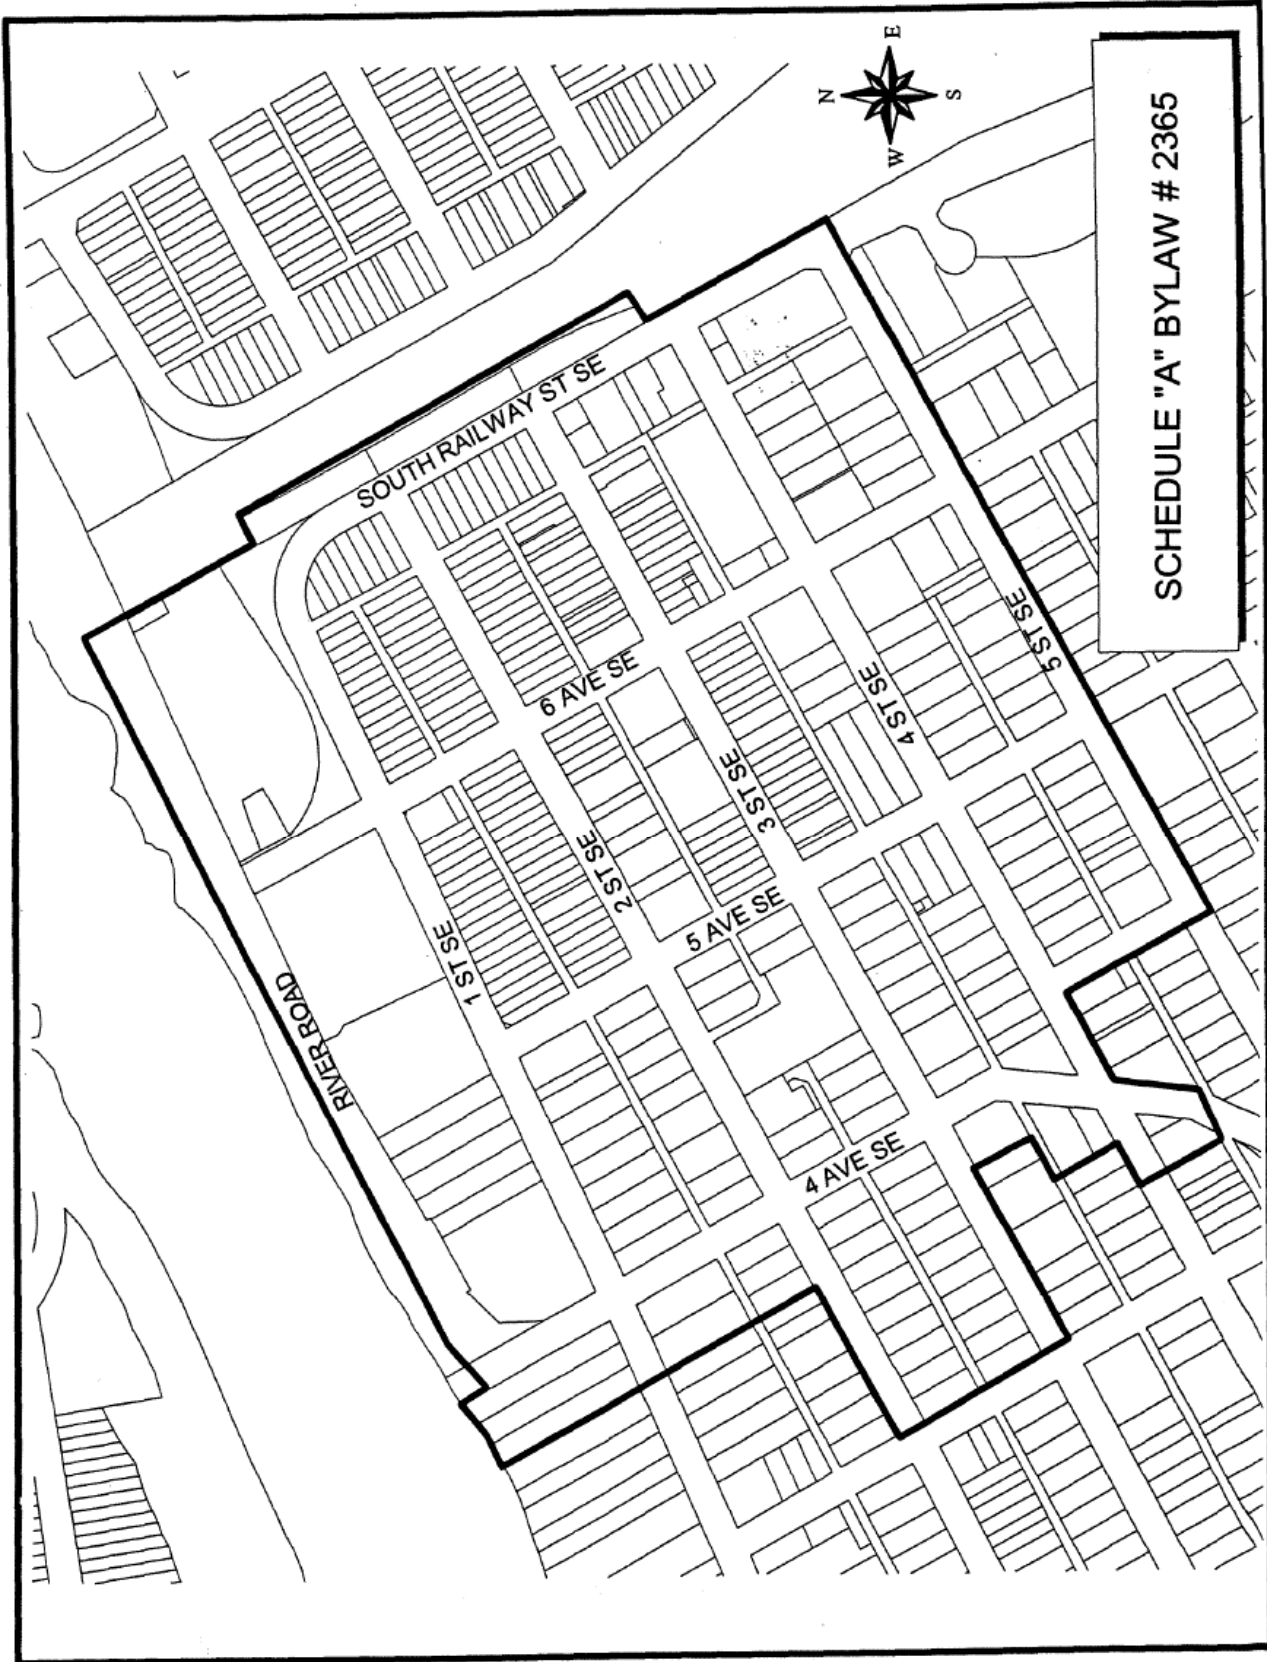 N
E
S
W
SOUTH RAILWAY ST SE
6 AVE SE
5 ST SE
4 ST SE
3 ST SE
2 ST SE
5 AVE SE
1 ST SE
RIVER ROAD
4 AVE SE
SCHEDULE "A" BYLAW # 2365